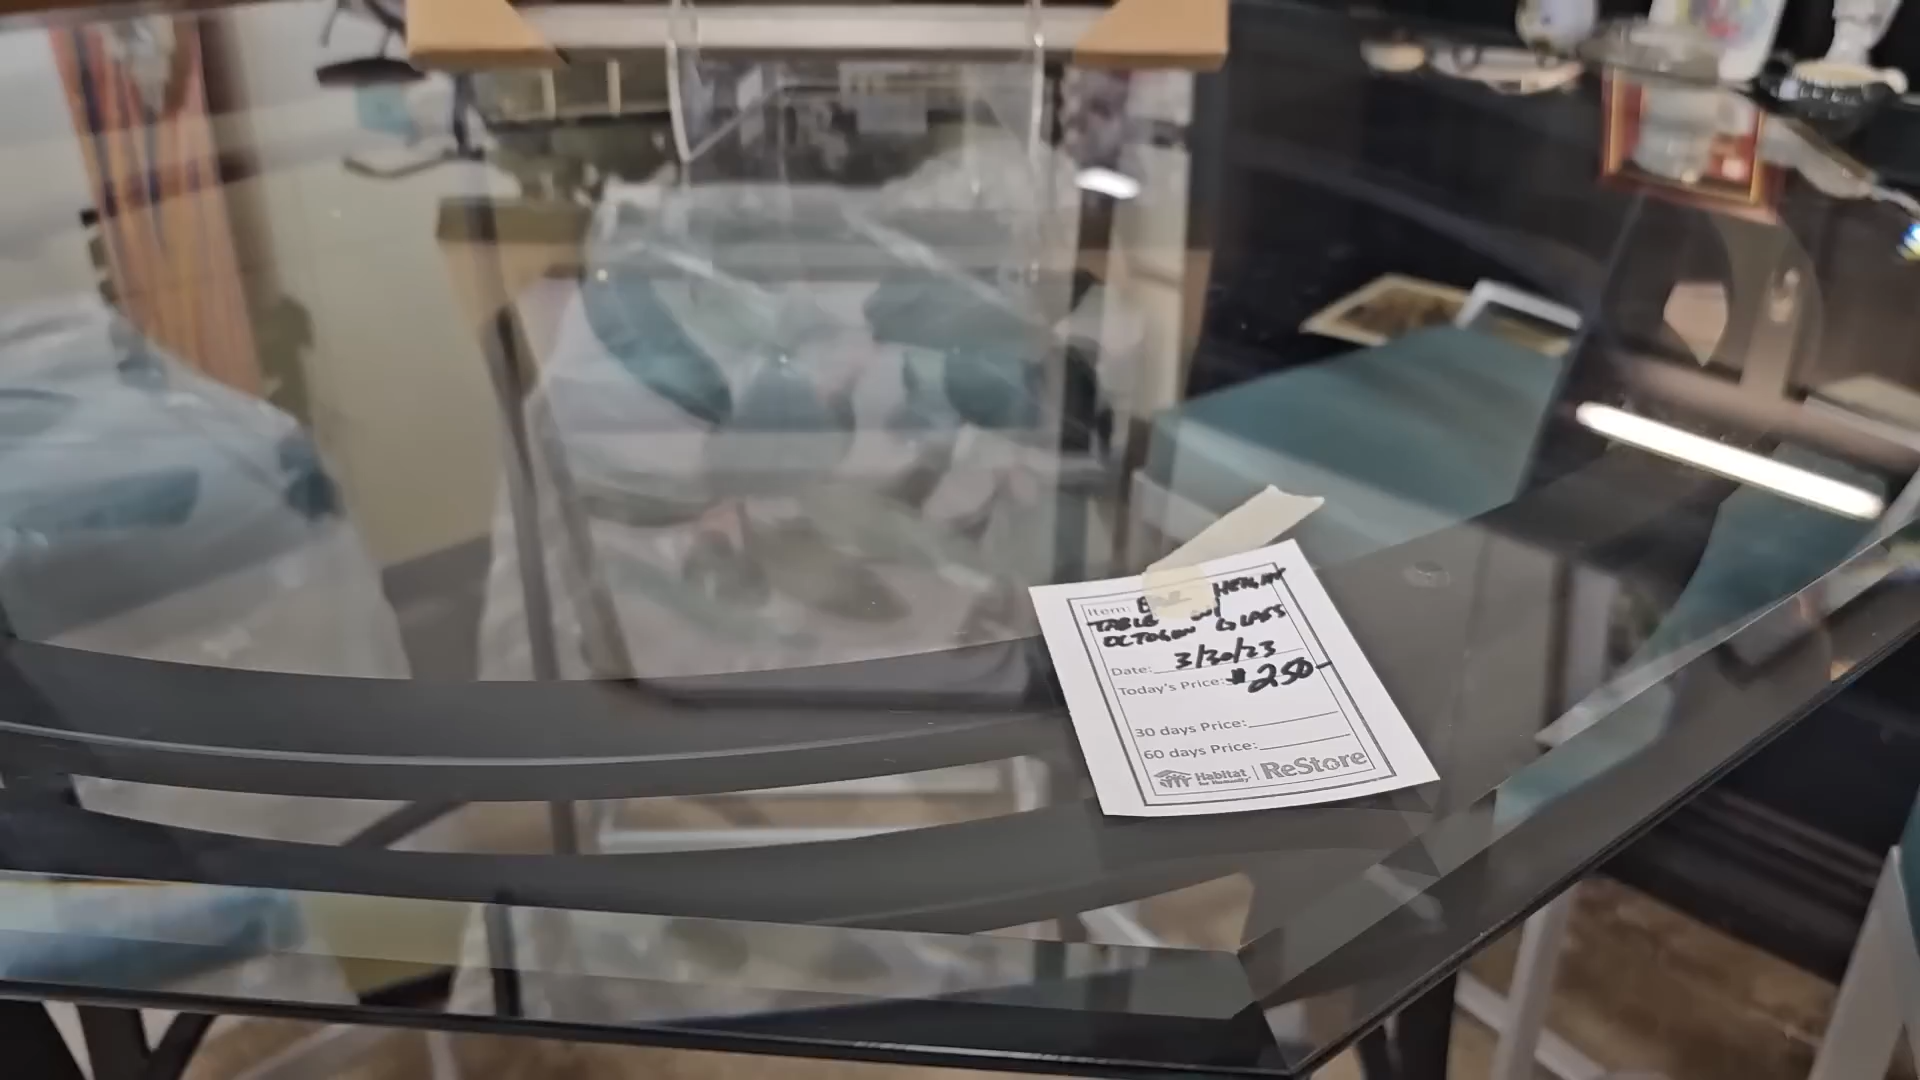 Item: HEIGHT
TABLE W/
OCTOGON GLASS
Date: 3/30/23
Today's Price: $250-
30 days Price:
60 days Price:
Habitat for Humanity | ReStore